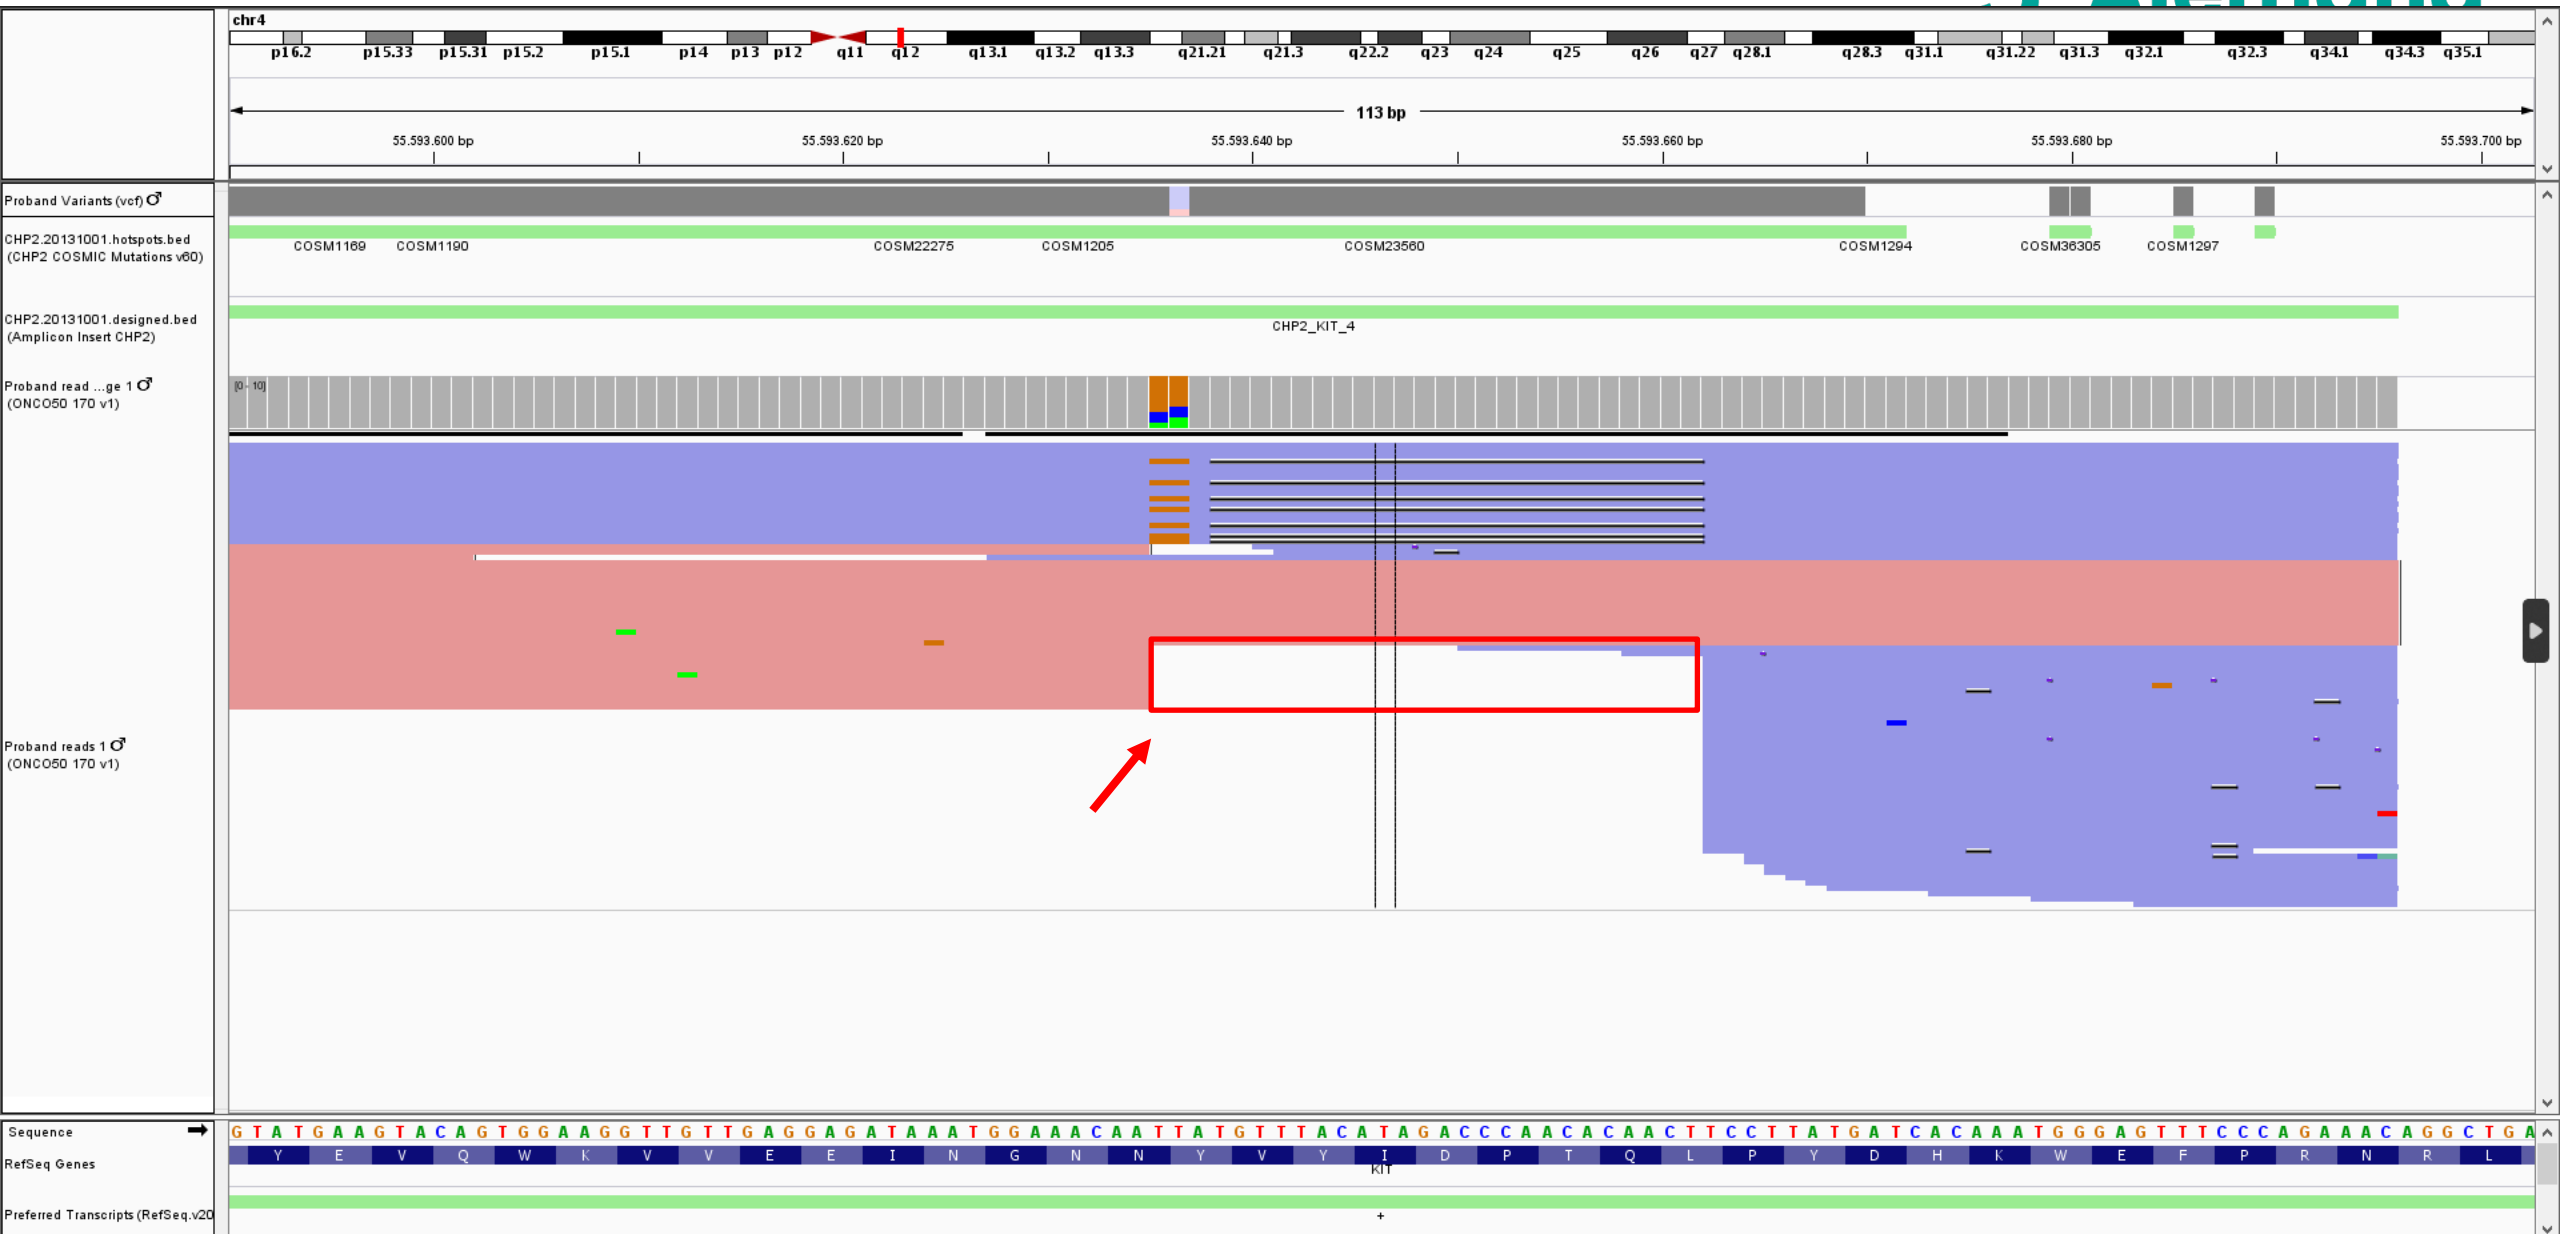 chr4
p16.2 p15.33 p15.31 p15.2 p15.1 p14 p13 p12 q11 q12 q13.1 q13.2 q13.3 q21.21 q21.3 q22.2 q23 q24 q25 q26 q27 q28.1 q28.3 q31.1 q31.22 q31.3 q32.1 q32.3 q34.1 q34.3 q35.1
113 bp
55.593.600 bp 55.593.620 bp 55.593.640 bp 55.593.660 bp 55.593.680 bp 55.593.700 bp
Proband Variants (vcf)
CHP2.20131001.hotspots.bed
(CHP2 COSMIC Mutations v60)
COSM1169 COSM1190 COSM22275 COSM1205 COSM23560 COSM1294 COSM36305 COSM1297
CHP2.20131001.designed.bed
(Amplicon Insert CHP2)
CHP2_KIT_4
Proband read ...ge 1
(ONCO50 170 v1)
[0 - 10]
Proband reads 1
(ONCO50 170 v1)
Sequence
G T A T G A A G T A C A G T G G A A G G T T G T T G A G G A G A T A A A T G G A A A C A A T T A T G T T T A C A T A G A C C C A A C A C A A C T T C C T T A T G A T C A C A A A T G G G A G T T T C C C A G A A A C A G G C T G A
RefSeq Genes
Y E V Q W K V V E E I N G N N Y V Y I D P T Q L P Y D H K W E F P R N R L
KIT
Preferred Transcripts (RefSeq.v20
+